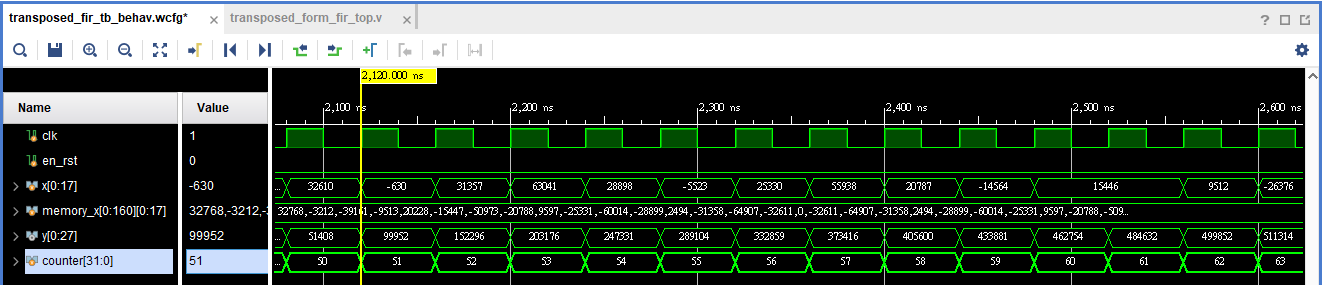 transposed_fir_tb_behav.wcfg* × transposed_form_fir_top.v ×
2,120.000 ns
Name Value
2,100 ns 2,200 ns 2,300 ns 2,400 ns 2,500 ns 2,600 ns
clk 1
en_rst 0
x[0:17] -630 ... 32610 -630 31357 63041 28898 -5523 25330 55938 20787 -14564 15446 9512 -26376
memory_x[0:160][0:17] 32768,-3212,- 32768,-3212,-39161,-9513,20228,-15447,-50973,-20788,9597,-25331,-60014,-28899,2494,-31358,-64907,-32611,0,-32611,-64907,-31358,2494,-28899,-60014,-25331,9597,-20788,-509...
y[0:27] 99952 ... 51408 99952 152296 203176 247331 289104 332859 373416 405600 433881 462754 484632 499852 511314
counter[31:0] 51 ... 50 51 52 53 54 55 56 57 58 59 60 61 62 63